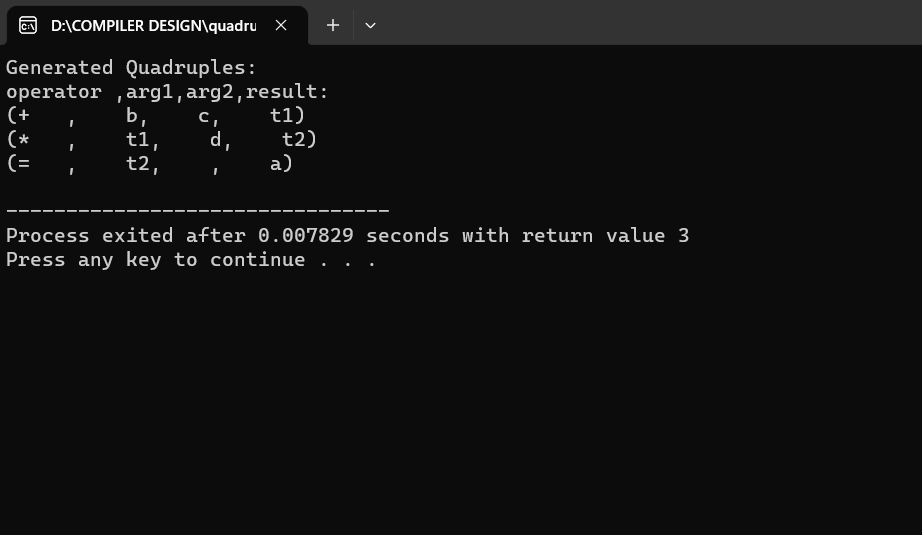 D:\COMPILER DESIGN\quadru
Generated Quadruples:
operator ,arg1,arg2,result:
(+   ,    b,    c,    t1)
(*   ,    t1,    d,    t2)
(=   ,    t2,    ,    a)
--------------------------------
Process exited after 0.007829 seconds with return value 3
Press any key to continue . . .